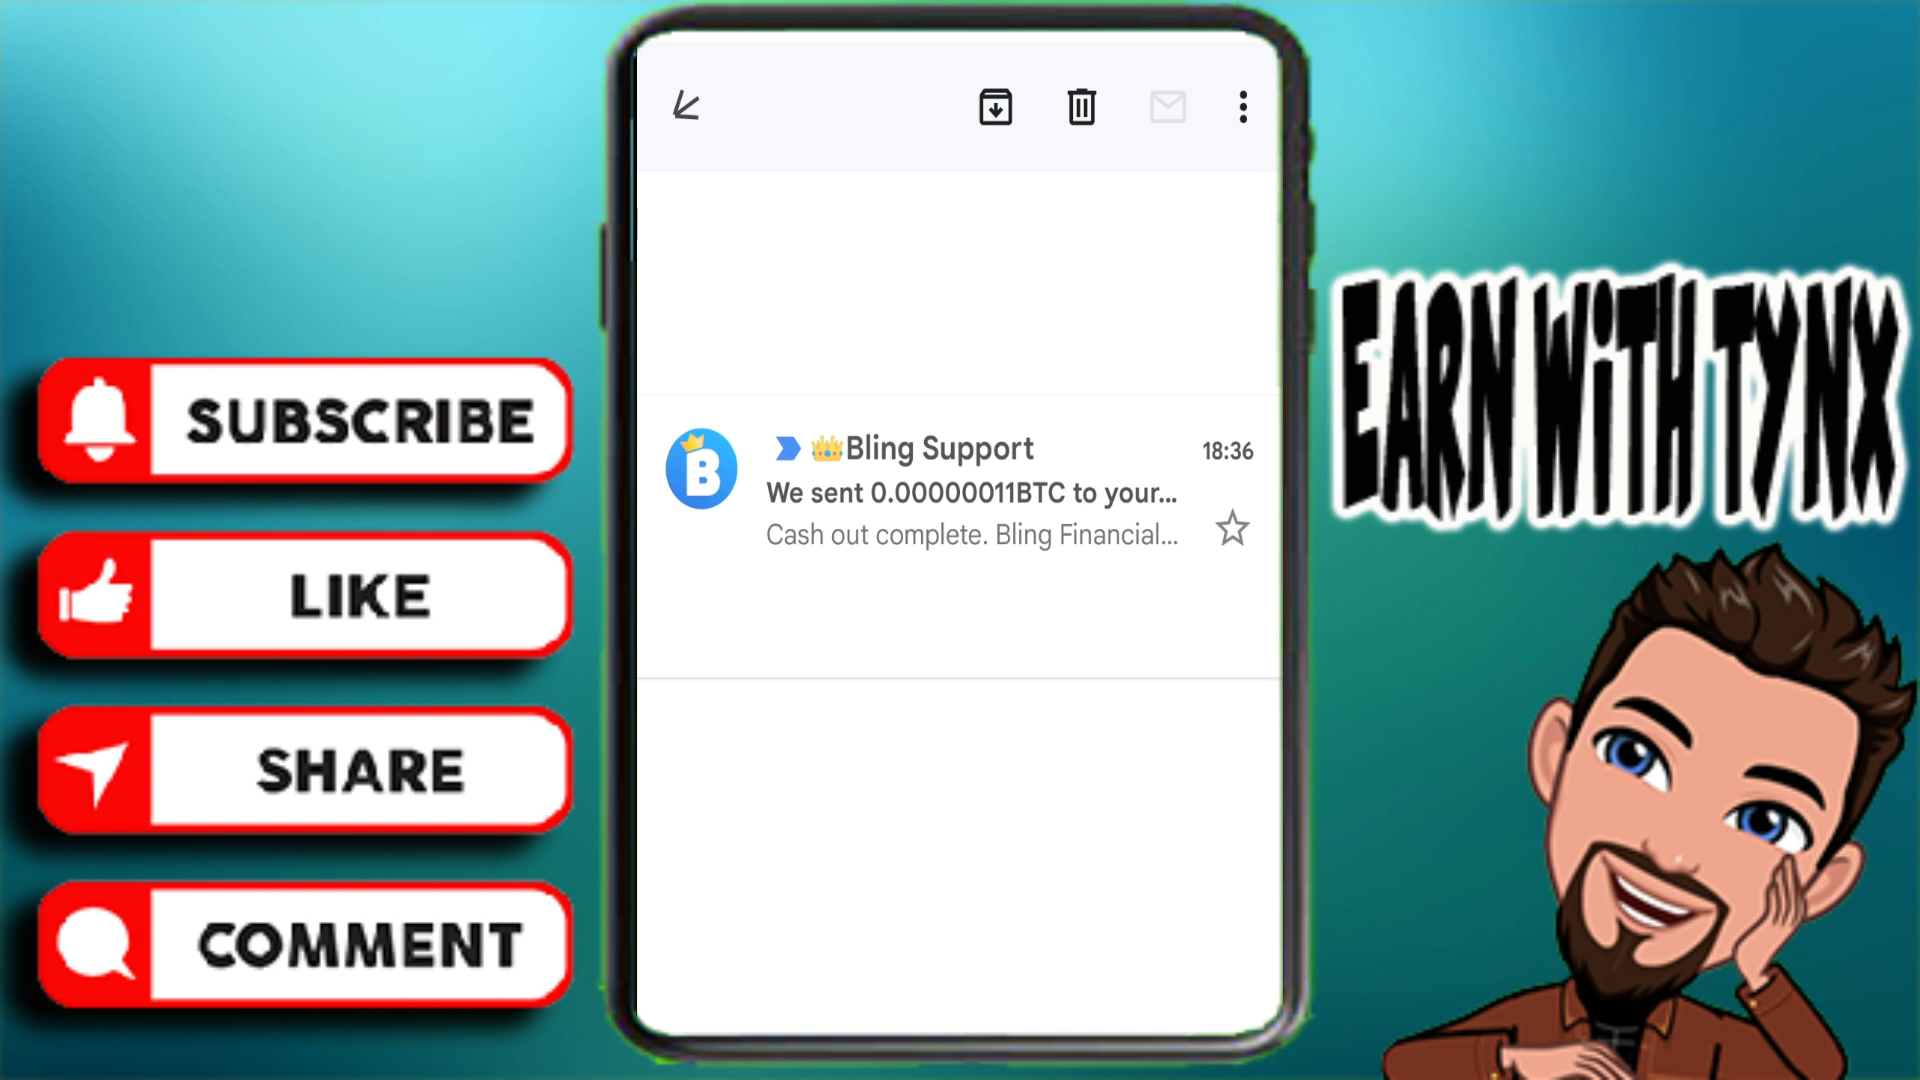 SUBSCRIBE
LIKE
SHARE
COMMENT
B
Bling Support
18:36
We sent 0.00000011BTC to your...
Cash out complete. Bling Financial...
EARN WiTH TYNX